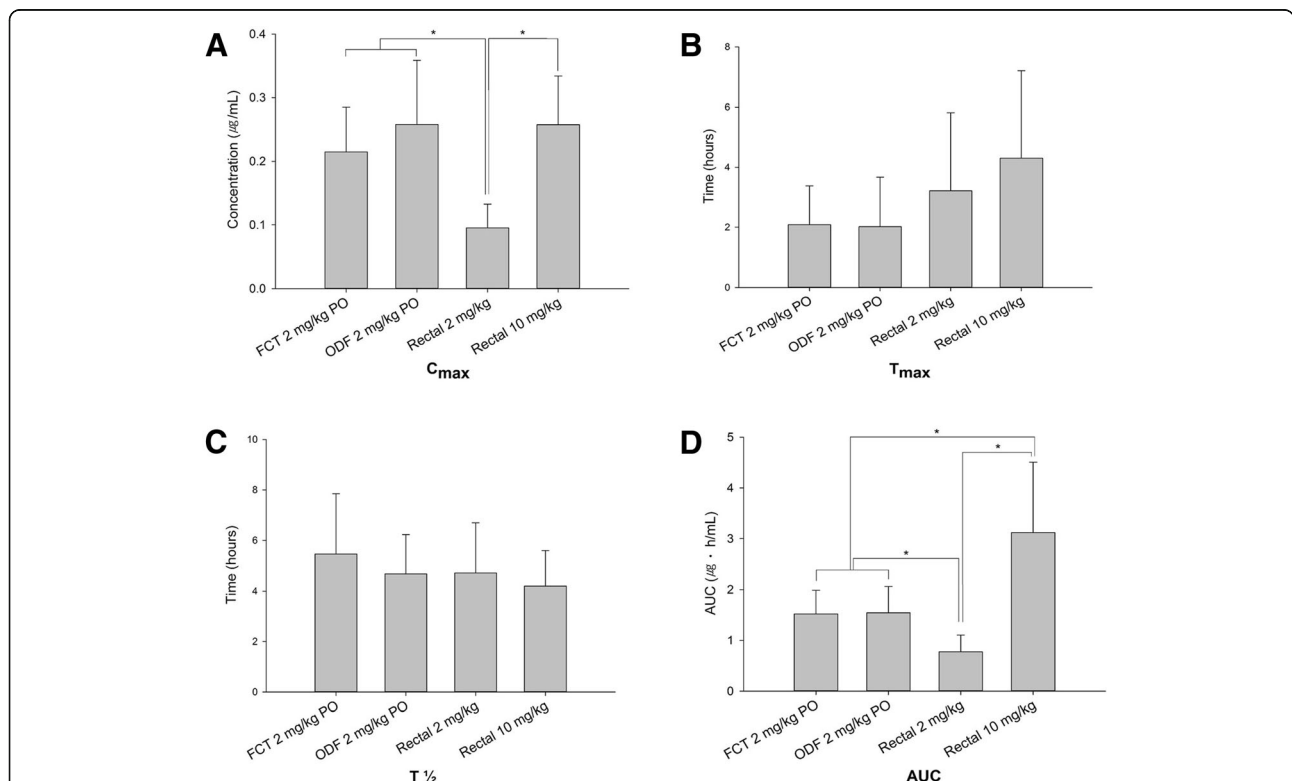 A
0.4
0.3
0.2
0.1
0.0
Concentration (㎍/mL)
*
*
FCT 2 mg/kg PO
ODF 2 mg/kg PO
Rectal 2 mg/kg
Rectal 10 mg/kg
Cmax
B
8
6
4
2
0
Time (hours)
FCT 2 mg/kg PO
ODF 2 mg/kg PO
Rectal 2 mg/kg
Rectal 10 mg/kg
Tmax
C
10
8
6
4
2
0
Time (hours)
FCT 2 mg/kg PO
ODF 2 mg/kg PO
Rectal 2 mg/kg
Rectal 10 mg/kg
T ½
D
5
4
3
2
1
0
AUC (㎍・h/mL)
*
*
*
FCT 2 mg/kg PO
ODF 2 mg/kg PO
Rectal 2 mg/kg
Rectal 10 mg/kg
AUC